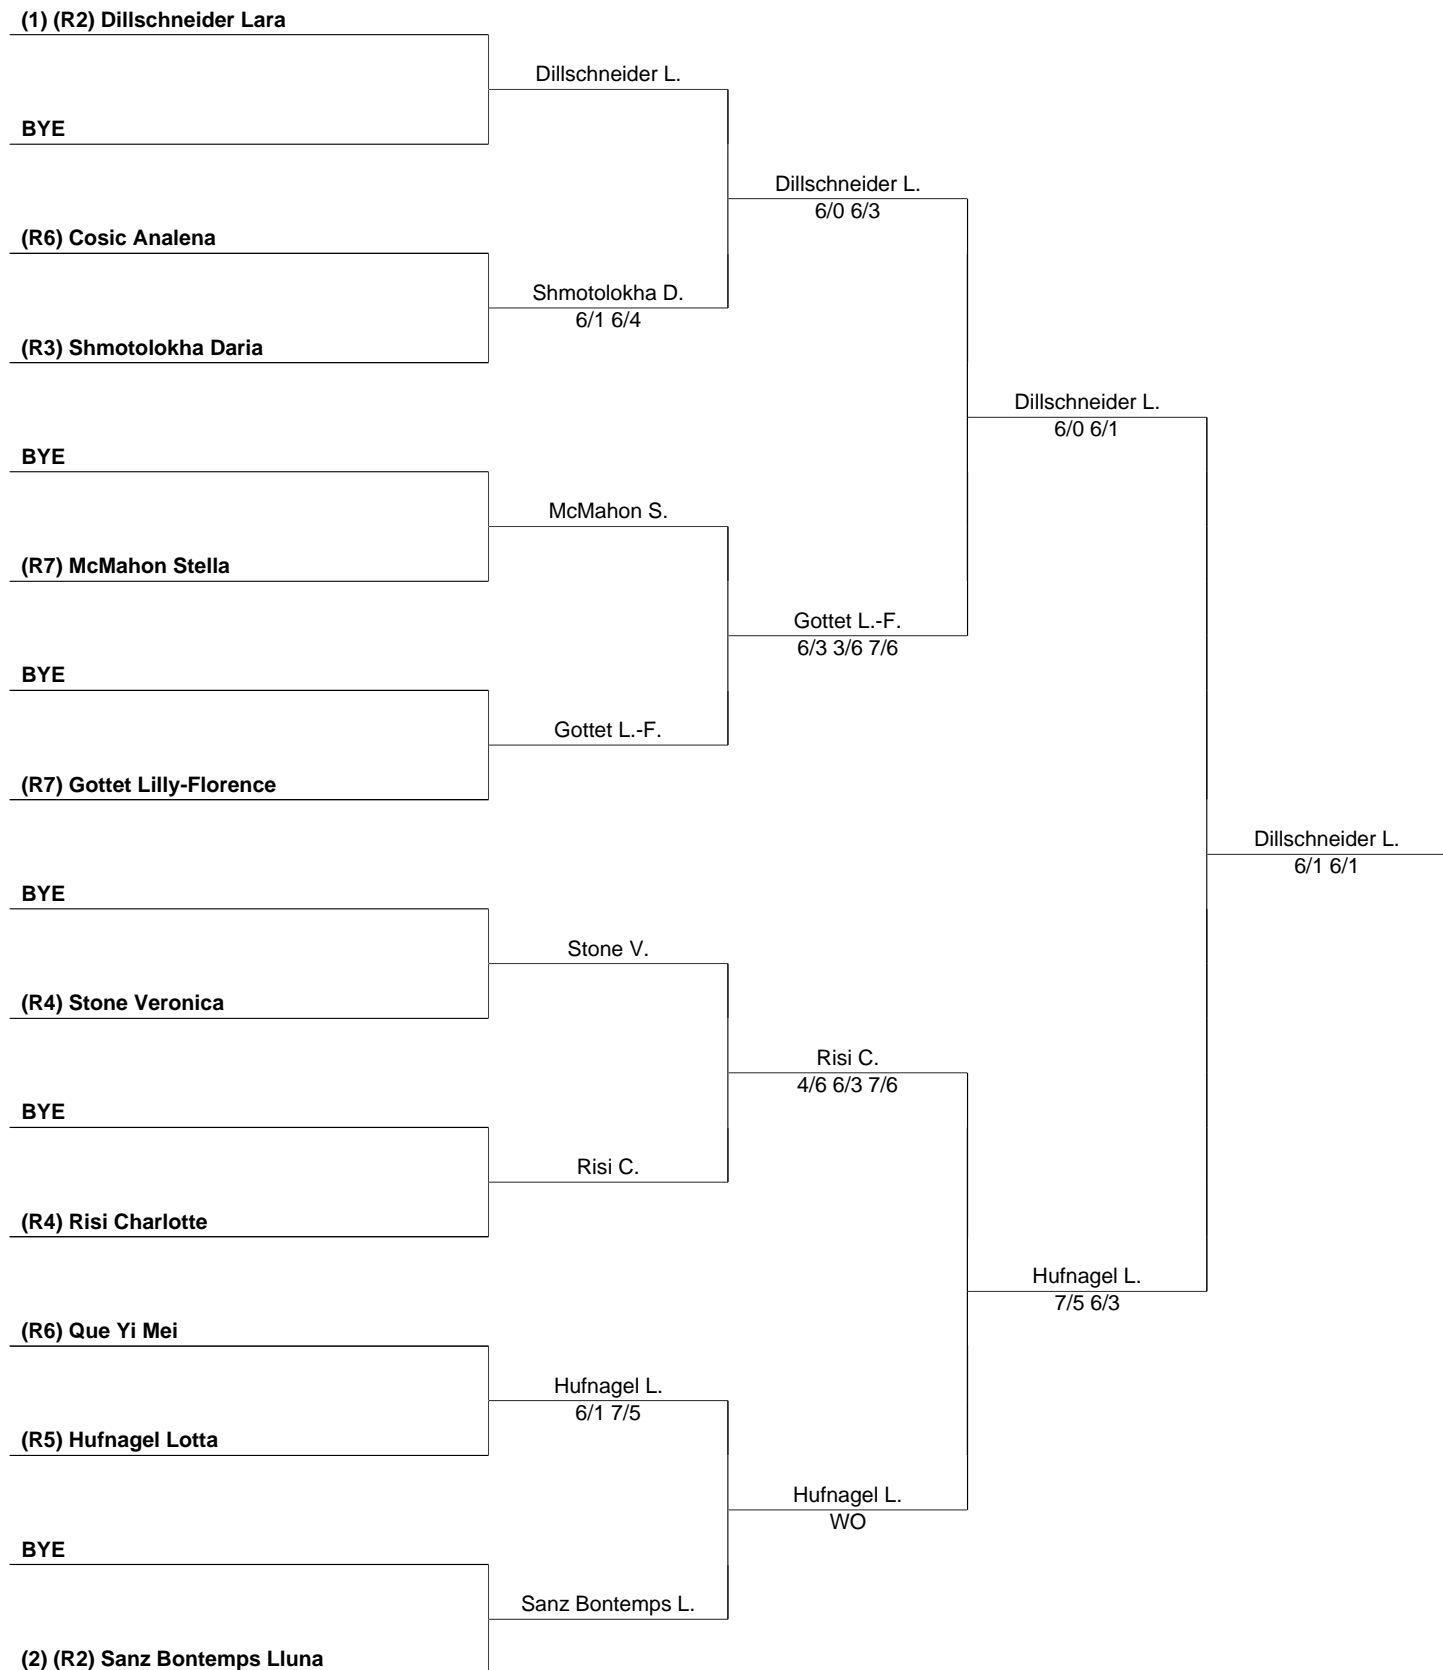 (1) (R2) Dillschneider Lara
Dillschneider L.
BYE
Dillschneider L.
6/0 6/3
(R6) Cosic Analena
Shmotolokha D.
6/1 6/4
(R3) Shmotolokha Daria
Dillschneider L.
6/0 6/1
BYE
McMahon S.
(R7) McMahon Stella
Gottet L.-F.
6/3 3/6 7/6
BYE
Gottet L.-F.
(R7) Gottet Lilly-Florence
Dillschneider L.
6/1 6/1
BYE
Stone V.
(R4) Stone Veronica
Risi C.
4/6 6/3 7/6
BYE
Risi C.
(R4) Risi Charlotte
Hufnagel L.
7/5 6/3
(R6) Que Yi Mei
Hufnagel L.
6/1 7/5
(R5) Hufnagel Lotta
Hufnagel L.
WO
BYE
Sanz Bontemps L.
(2) (R2) Sanz Bontemps Lluna